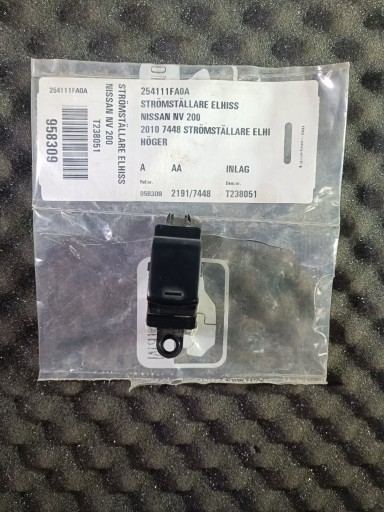 254111FA0A
STRÖMSTÄLLARE ELHISS
NISSAN NV 200
2010 7448 STRÖMSTÄLLARE ELHI
HÖGER
A AA INLAG
958309 2191/7448 T238051
254111FA0A
STRÖMSTÄLLARE ELHISS
NISSAN NV 200
T238051
958309